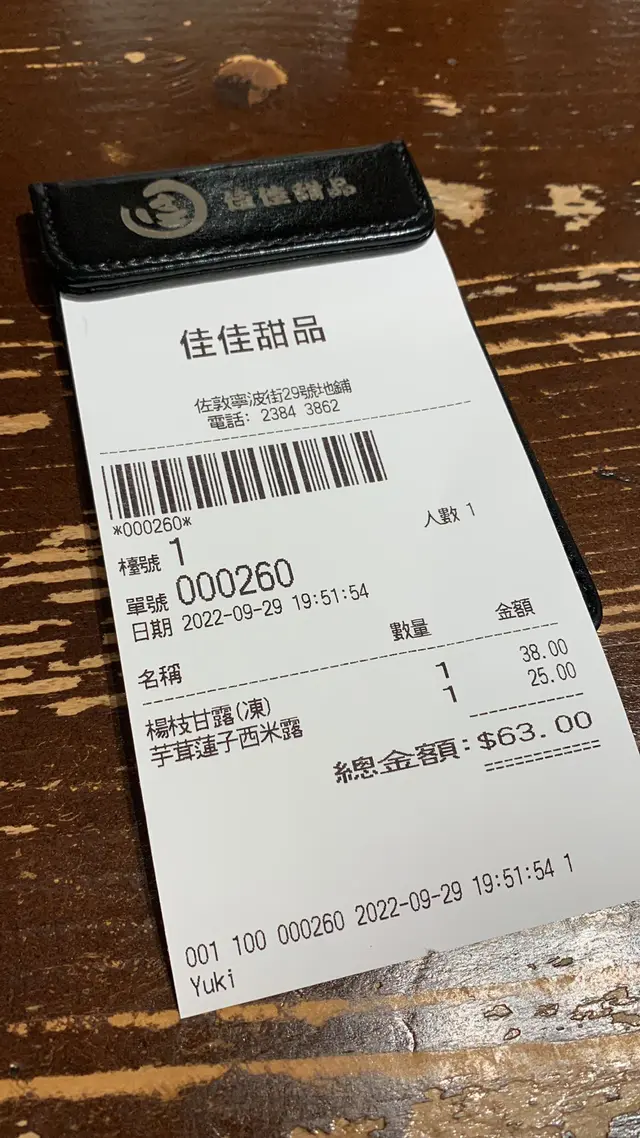 佳佳甜品
佳佳甜品
佐敦寧波街29號地鋪
電話: 2384 3862
*000260*
檯號 1 人數 1
單號 000260
日期 2022-09-29 19:51:54
名稱 數量 金額
楊枝甘露(凍) 1 38.00
芋茸蓮子西米露 1 25.00
總金額:$63.00
001 100 000260 2022-09-29 19:51:54 1
Yuki